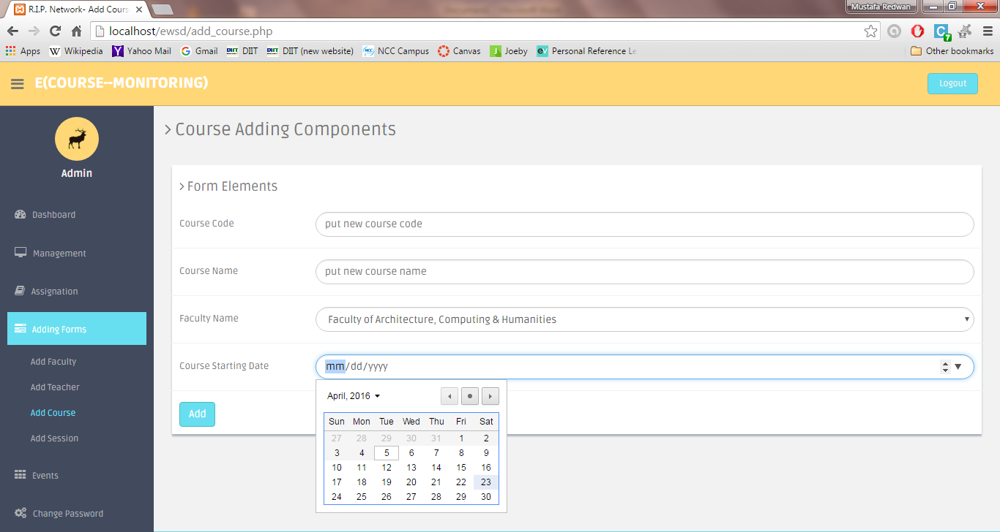 R.I.P. Network- Add Cours
Mustafa Redwan
localhost/ewsd/add_course.php
7
Apps Wikipedia Yahoo Mail Gmail DIIT DIIT (new website) NCC Campus Canvas Joeby Personal Reference Le Other bookmarks
E(COURSE--MONITORING)
Logout
Admin
Dashboard
Management
Assignation
Adding Forms
Add Faculty
Add Teacher
Add Course
Add Session
Events
Change Password
Course Adding Components
Form Elements
Course Code put new course code
Course Name put new course name
Faculty Name Faculty of Architecture, Computing & Humanities
Course Starting Date mm/dd/yyyy
Add
April, 2016
Sun Mon Tue Wed Thu Fri Sat
27 28 29 30 31 1 2
3 4 5 6 7 8 9
10 11 12 13 14 15 16
17 18 19 20 21 22 23
24 25 26 27 28 29 30